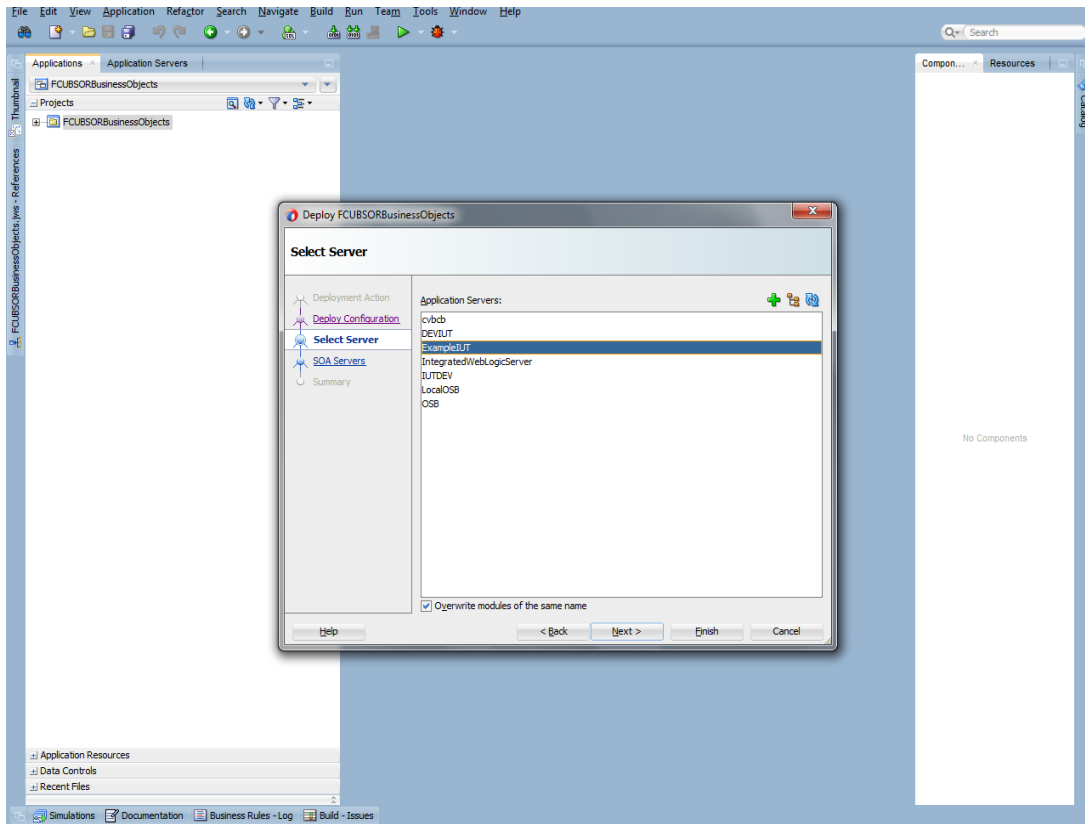 File Edit View Application Refactor Search Navigate Build Run Team Tools Window Help
Search
Applications Application Servers
Compon... Resources
FCUBSORBusinessObjects
Projects
FCUBSORBusinessObjects
Thumbnail
FCUBSORBusinessObjects.jws - References
Catalog
Deploy FCUBSORBusinessObjects
Select Server
Deployment Action
Deploy Configuration
Select Server
SOA Servers
Summary
Application Servers:
cvbcb
DEVIUT
ExampleIUT
IntegratedWebLogicServer
IUTDEV
LocalOSB
OSB
No Components
Overwrite modules of the same name
Help < Back Next > Finish Cancel
Application Resources
Data Controls
Recent Files
Simulations Documentation Business Rules - Log Build - Issues